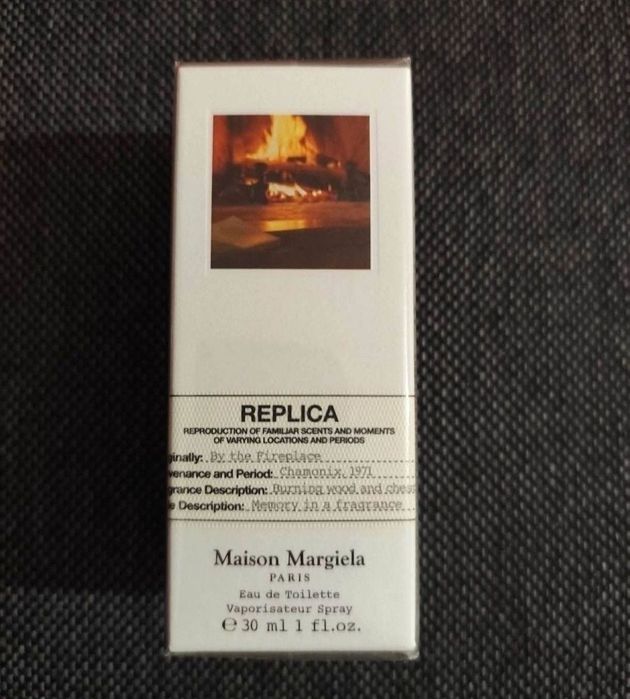 REPLICA
REPRODUCTION OF FAMILIAR SCENTS AND MOMENTS
OF VARYING LOCATIONS AND PERIODS
ginally: By the Fireplace
venance and Period: Chamonix, 1971
grance Description: Burning wood and ches
e Description: Memory in a fragrance
Maison Margiela
PARIS
Eau de Toilette
Vaporisateur Spray
℮ 30 ml 1 fl.oz.